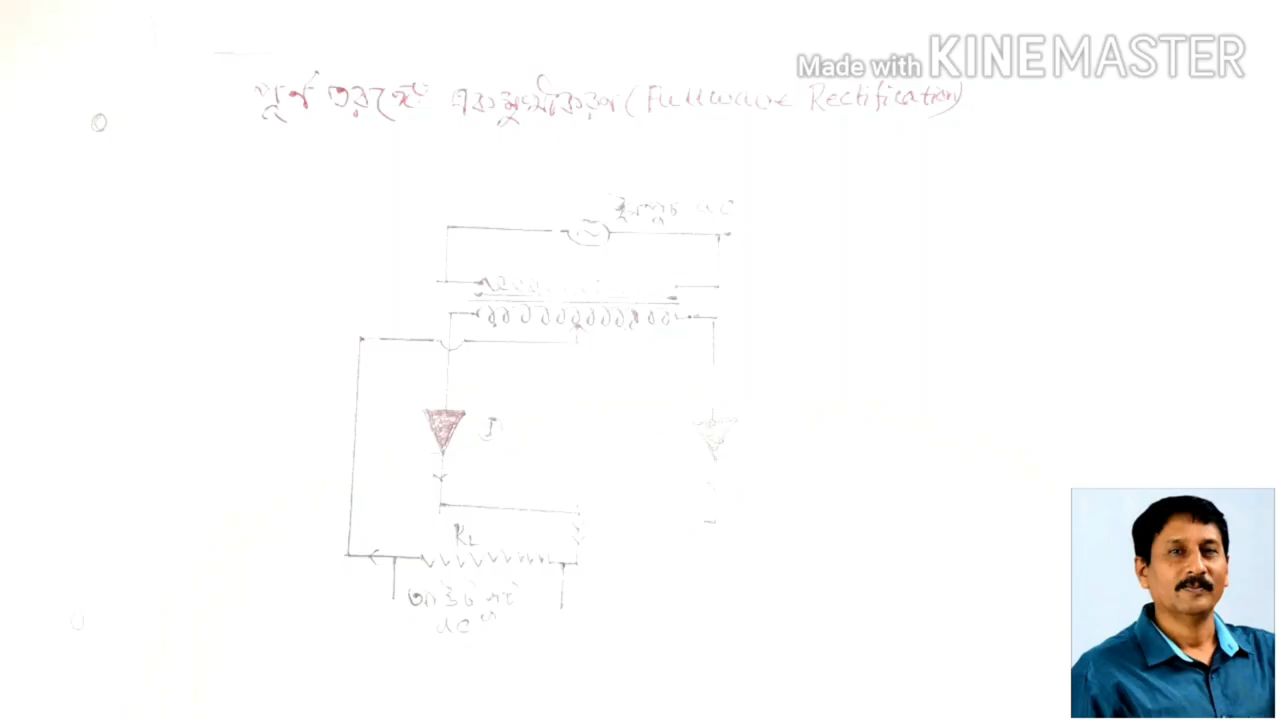 Made with KINEMASTER
পূর্ণ তরঙ্গ একমুখীকরণ (Fullwave Rectification)
ইনপুট ac
D
RL
আউটপুট
dc